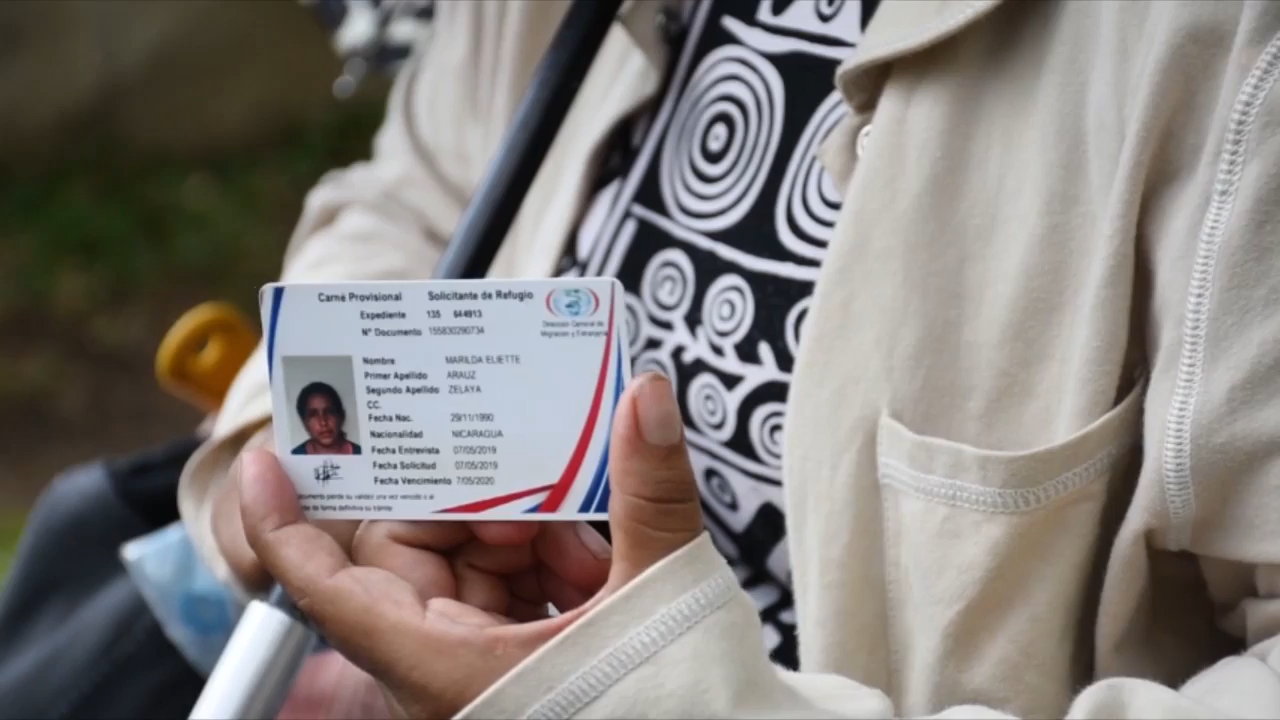 Carné Provisional Solicitante de Refugio
Expediente 135 644913
N° Documento 155830290734
Dirección General de
Migración y Extranjería
Nombre MARILDA ELIETTE
Primer Apellido ARAUZ
Segundo Apellido ZELAYA
CC.
Fecha Nac. 29/11/1990
Nacionalidad NICARAGUA
Fecha Entrevista 07/05/2019
Fecha Solicitud 07/05/2019
Fecha Vencimiento 7/05/2020
pierde su validez una vez vencido o al
de forma definitiva su trámite